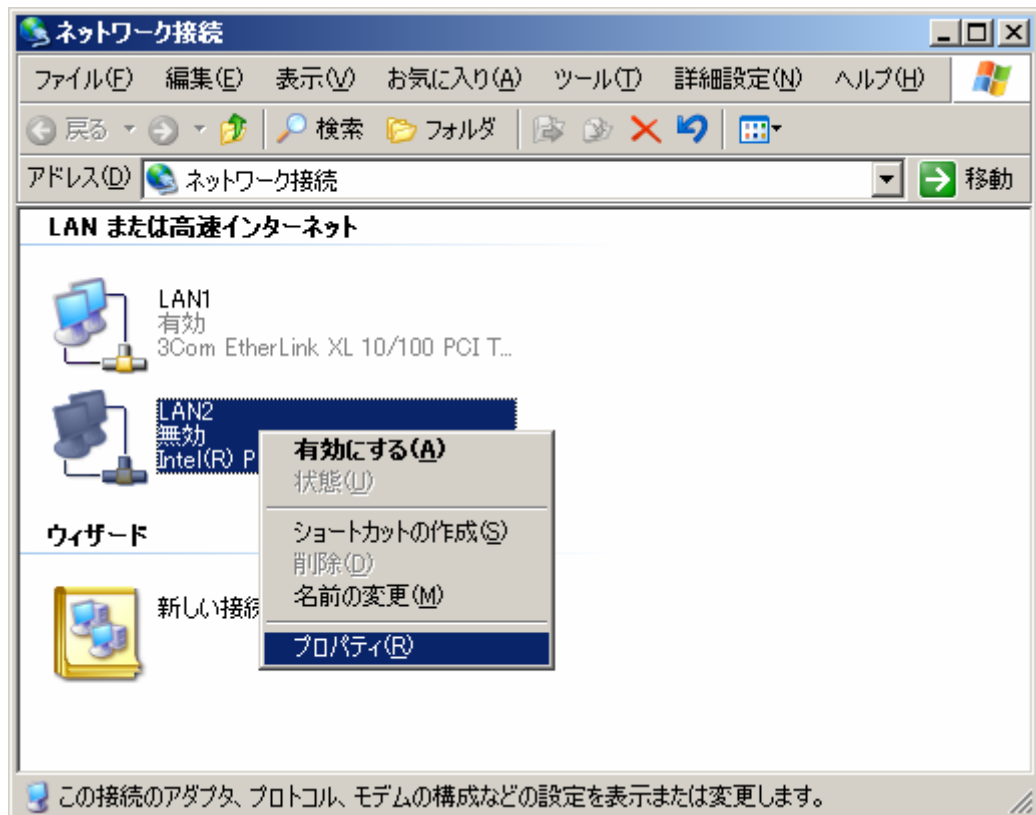 ネットワーク接続
ファイル(F) 編集(E) 表示(V) お気に入り(A) ツール(T) 詳細設定(N) ヘルプ(H)
戻る 検索 フォルダ
アドレス(D) ネットワーク接続 移動
LAN または高速インターネット
LAN1
有効
3Com EtherLink XL 10/100 PCI T...
LAN2
無効
Intel(R) P
有効にする(A)
状態(U)
ショートカットの作成(S)
削除(D)
名前の変更(M)
プロパティ(R)
ウィザード
新しい接続
この接続のアダプタ、プロトコル、モデムの構成などの設定を表示または変更します。